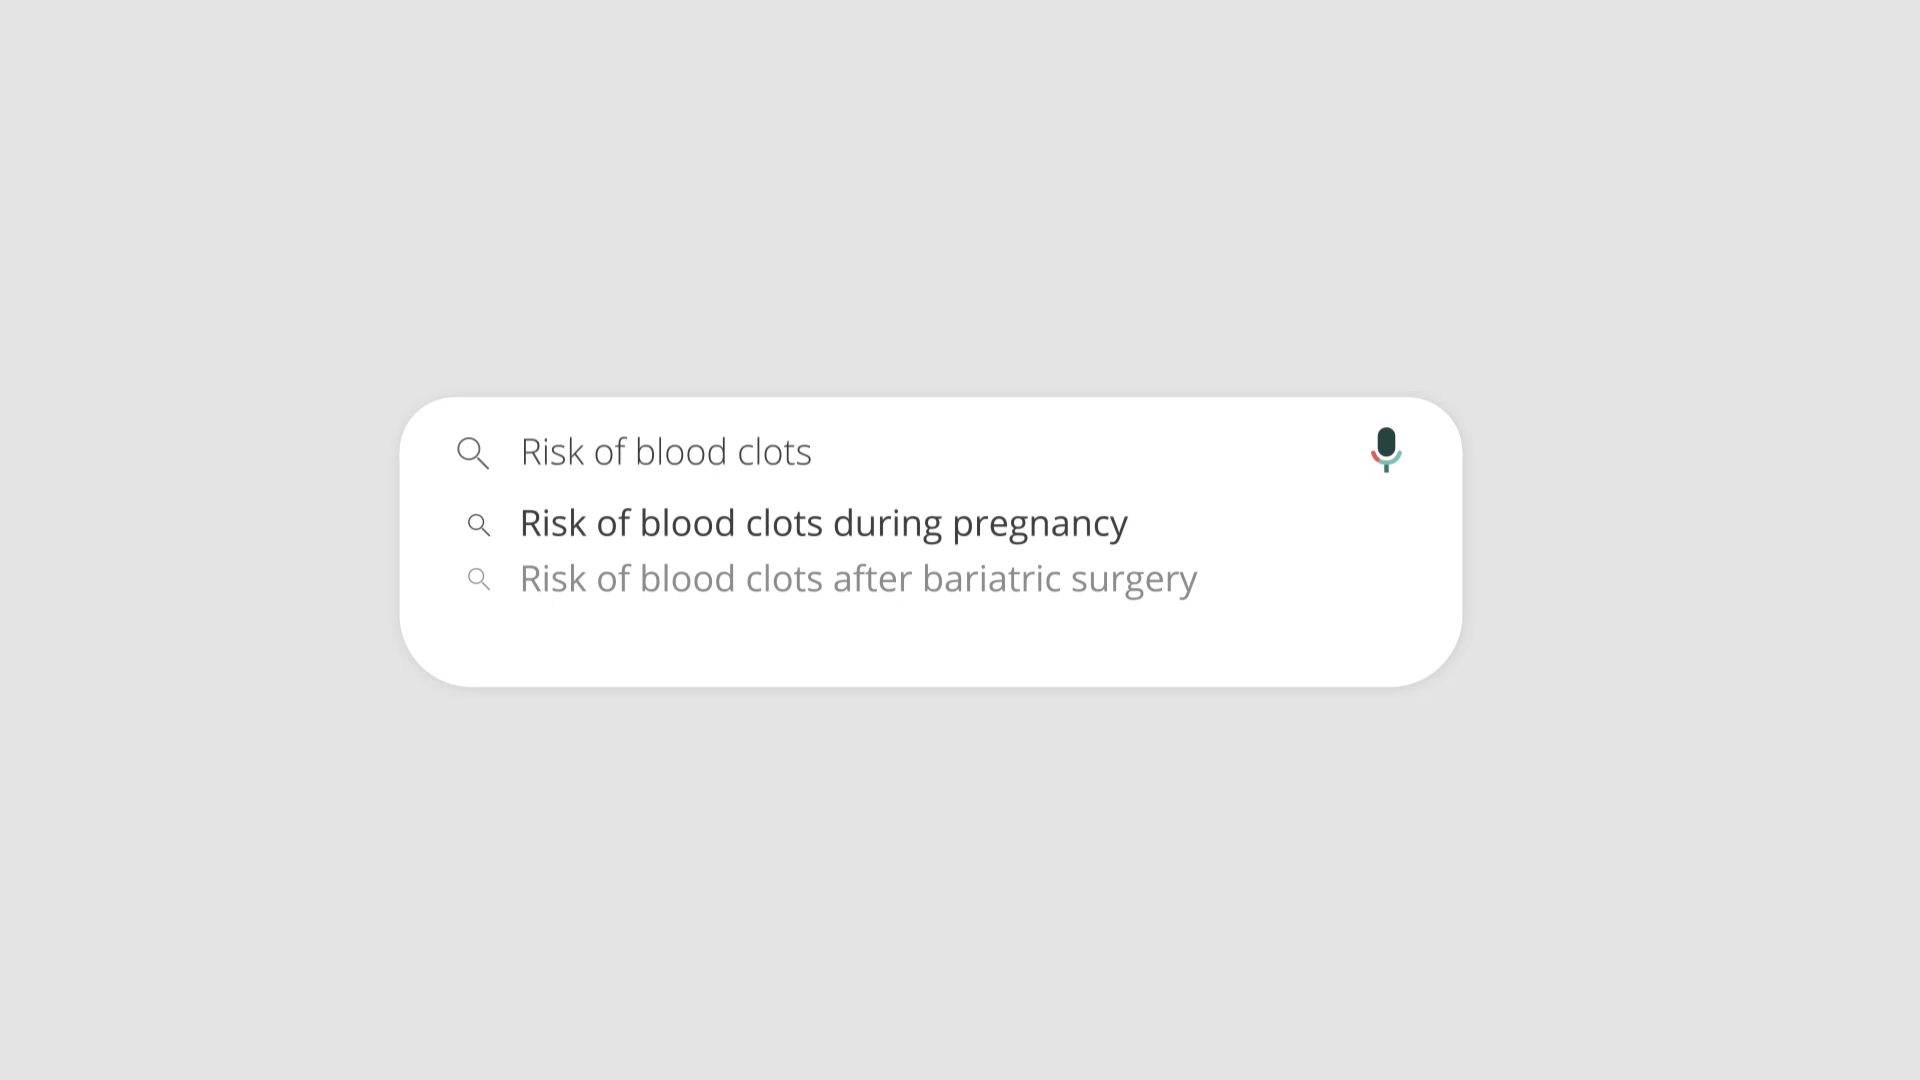 Risk of blood clots
Risk of blood clots during pregnancy
Risk of blood clots after bariatric surgery